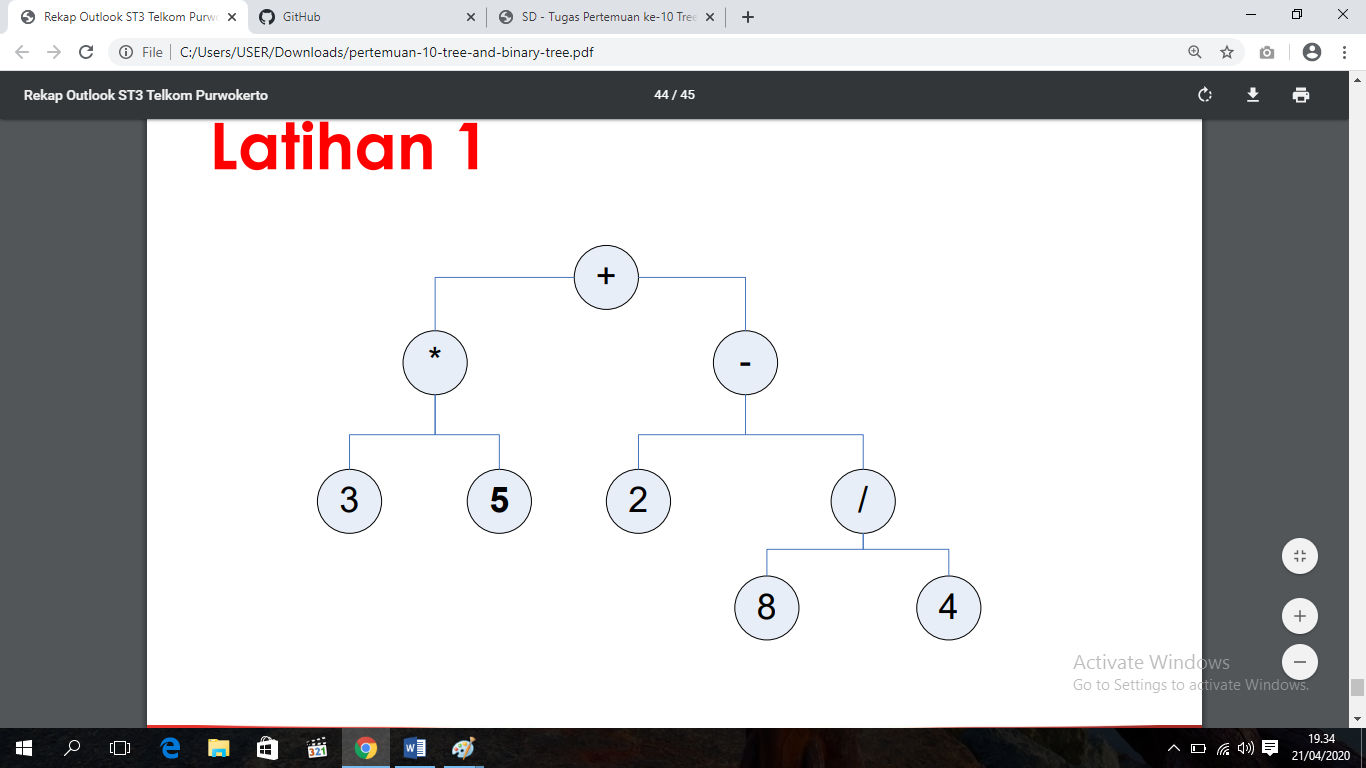 Rekap Outlook ST3 Telkom Purwo
GitHub
SD - Tugas Pertemuan ke-10 Tree
File | C:/Users/USER/Downloads/pertemuan-10-tree-and-binary-tree.pdf
Rekap Outlook ST3 Telkom Purwokerto
44 / 45
Latihan 1
+
*
-
3
5
2
/
8
4
Activate Windows
Go to Settings to activate Windows.
19.34
21/04/2020